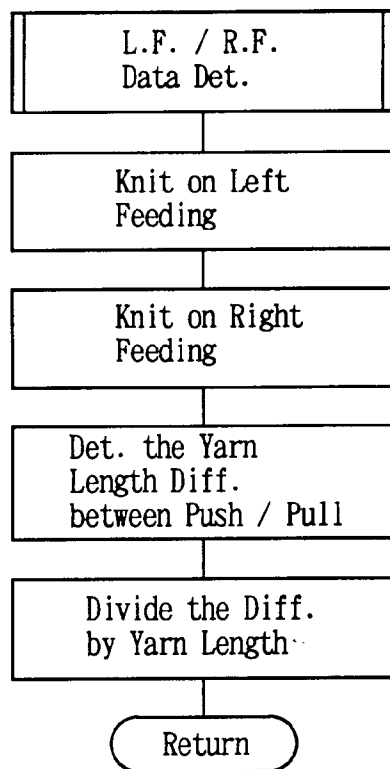 L.F. / R.F.
Data Det.
Knit on Left
Feeding
Knit on Right
Feeding
Det. the Yarn
Length Diff.
between Push / Pull
Divide the Diff.
by Yarn Length
Return